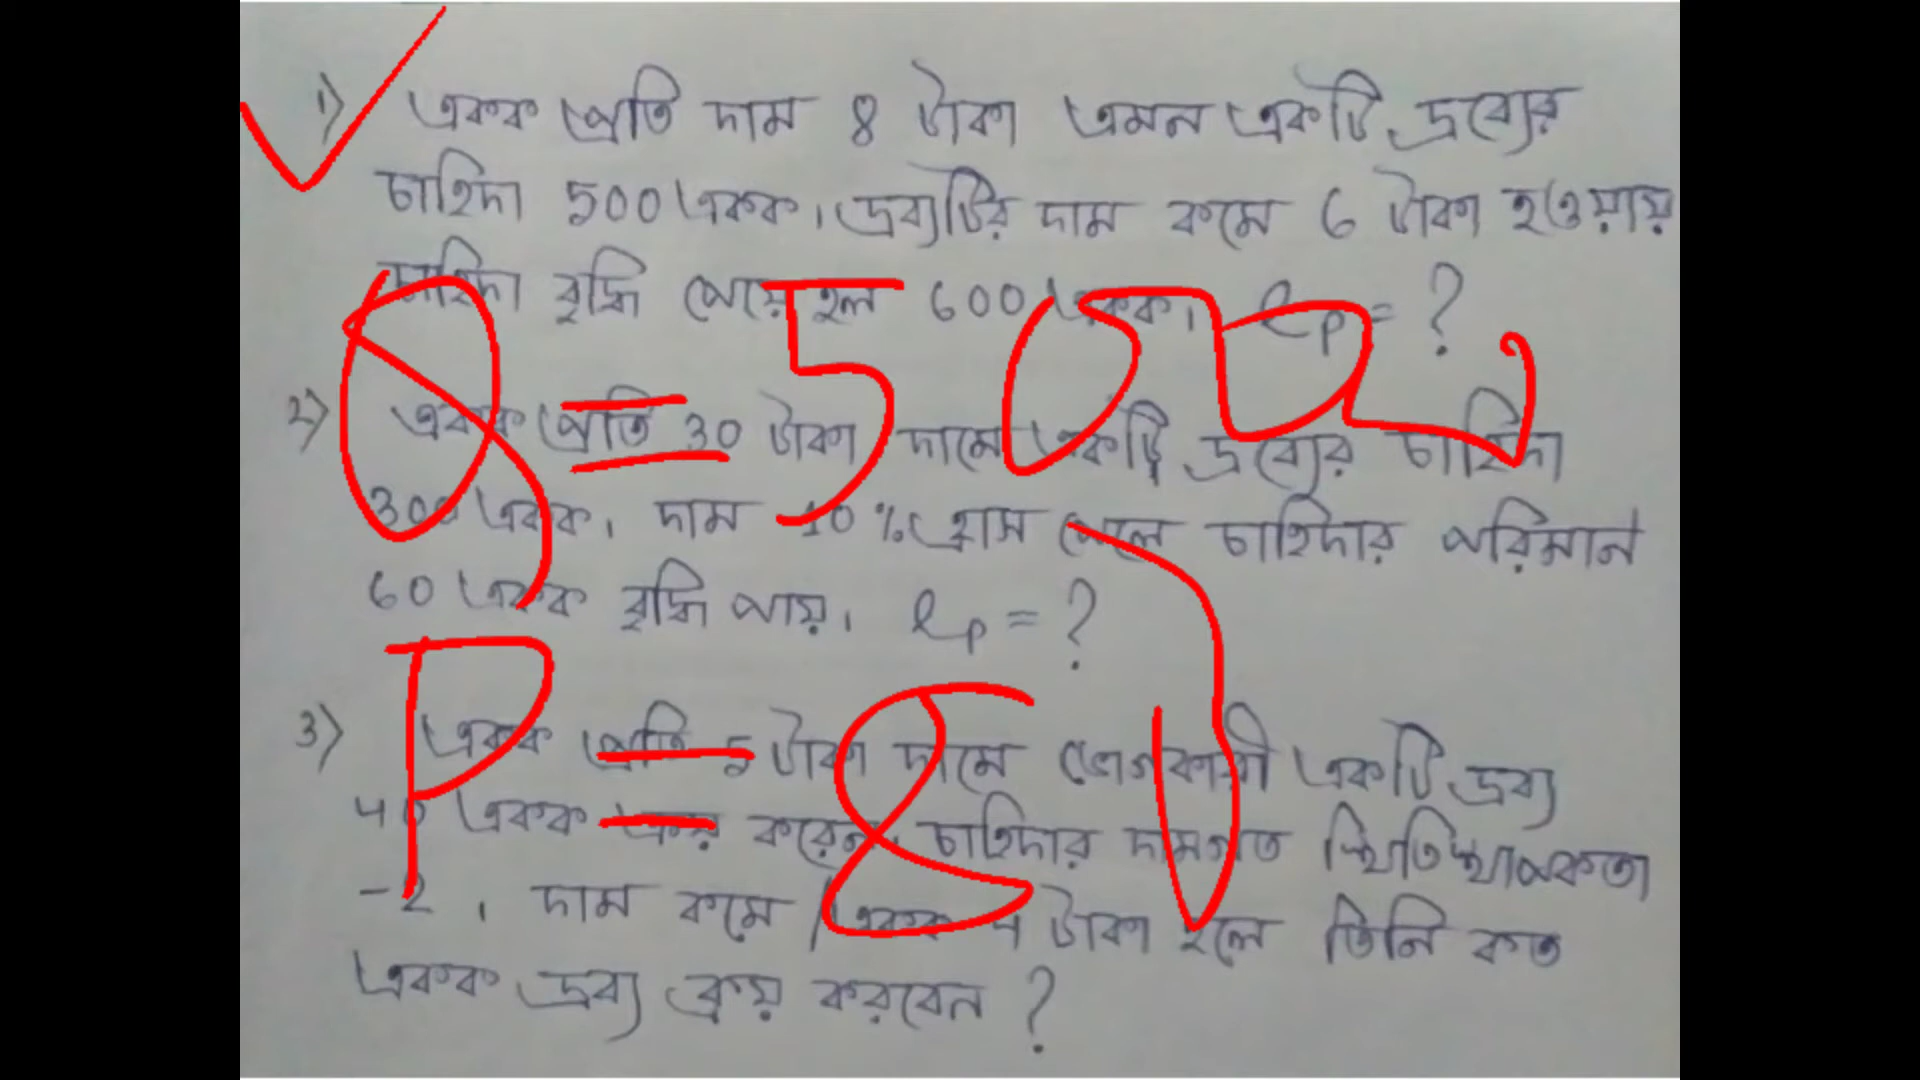 1) একক প্রতি দাম 8 টাকা এমন একটি দ্রব্যের
চাহিদা 500 একক। দ্রব্যটির দাম কমে 6 টাকা হওয়ায়
চাহিদা বৃদ্ধি পেয়ে হল 600 একক। ep = ?
2) একক প্রতি 30 টাকা দামে একটি দ্রব্যের চাহিদা
300 একক। দাম 10% হ্রাস পেলে চাহিদার পরিমান
60 একক বৃদ্ধি পায়। ep = ?
3) একক প্রতি 5 টাকা দামে ভোগকারী একটি দ্রব্য
40 একক ক্রয় করেন। চাহিদার দামগত স্থিতিস্থাপকতা
-2 । দাম কমে একক 4 টাকা হলে তিনি কত
একক দ্রব্য ক্রয় করবেন ?